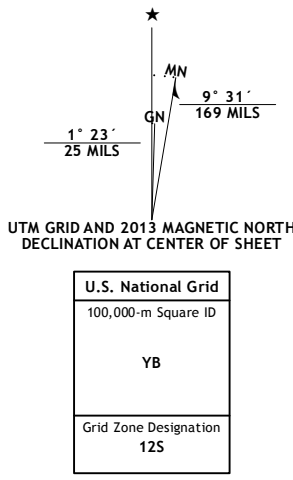 ★
MN
GN
9° 31´
169 MILS
1° 23´
25 MILS
UTM GRID AND 2013 MAGNETIC NORTH
DECLINATION AT CENTER OF SHEET
U.S. National Grid
100,000-m Square ID
YB
Grid Zone Designation
12S